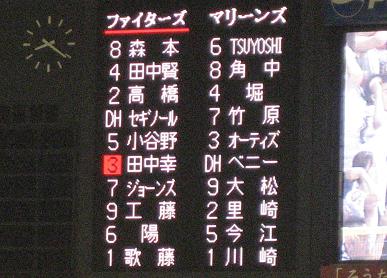 ファイターズ マリーンズ
8 森本 6 TSUYOSHI
4 田中賢 8 角中
2 高橋 4 堀
DH セギノール 7 竹原
5 小谷野 3 オーティズ
3 田中幸 DH ベニー
7 ジョーンズ 9 大松
9 工藤 2 里崎
6 陽 5 今江
1 歌藤 1 川崎